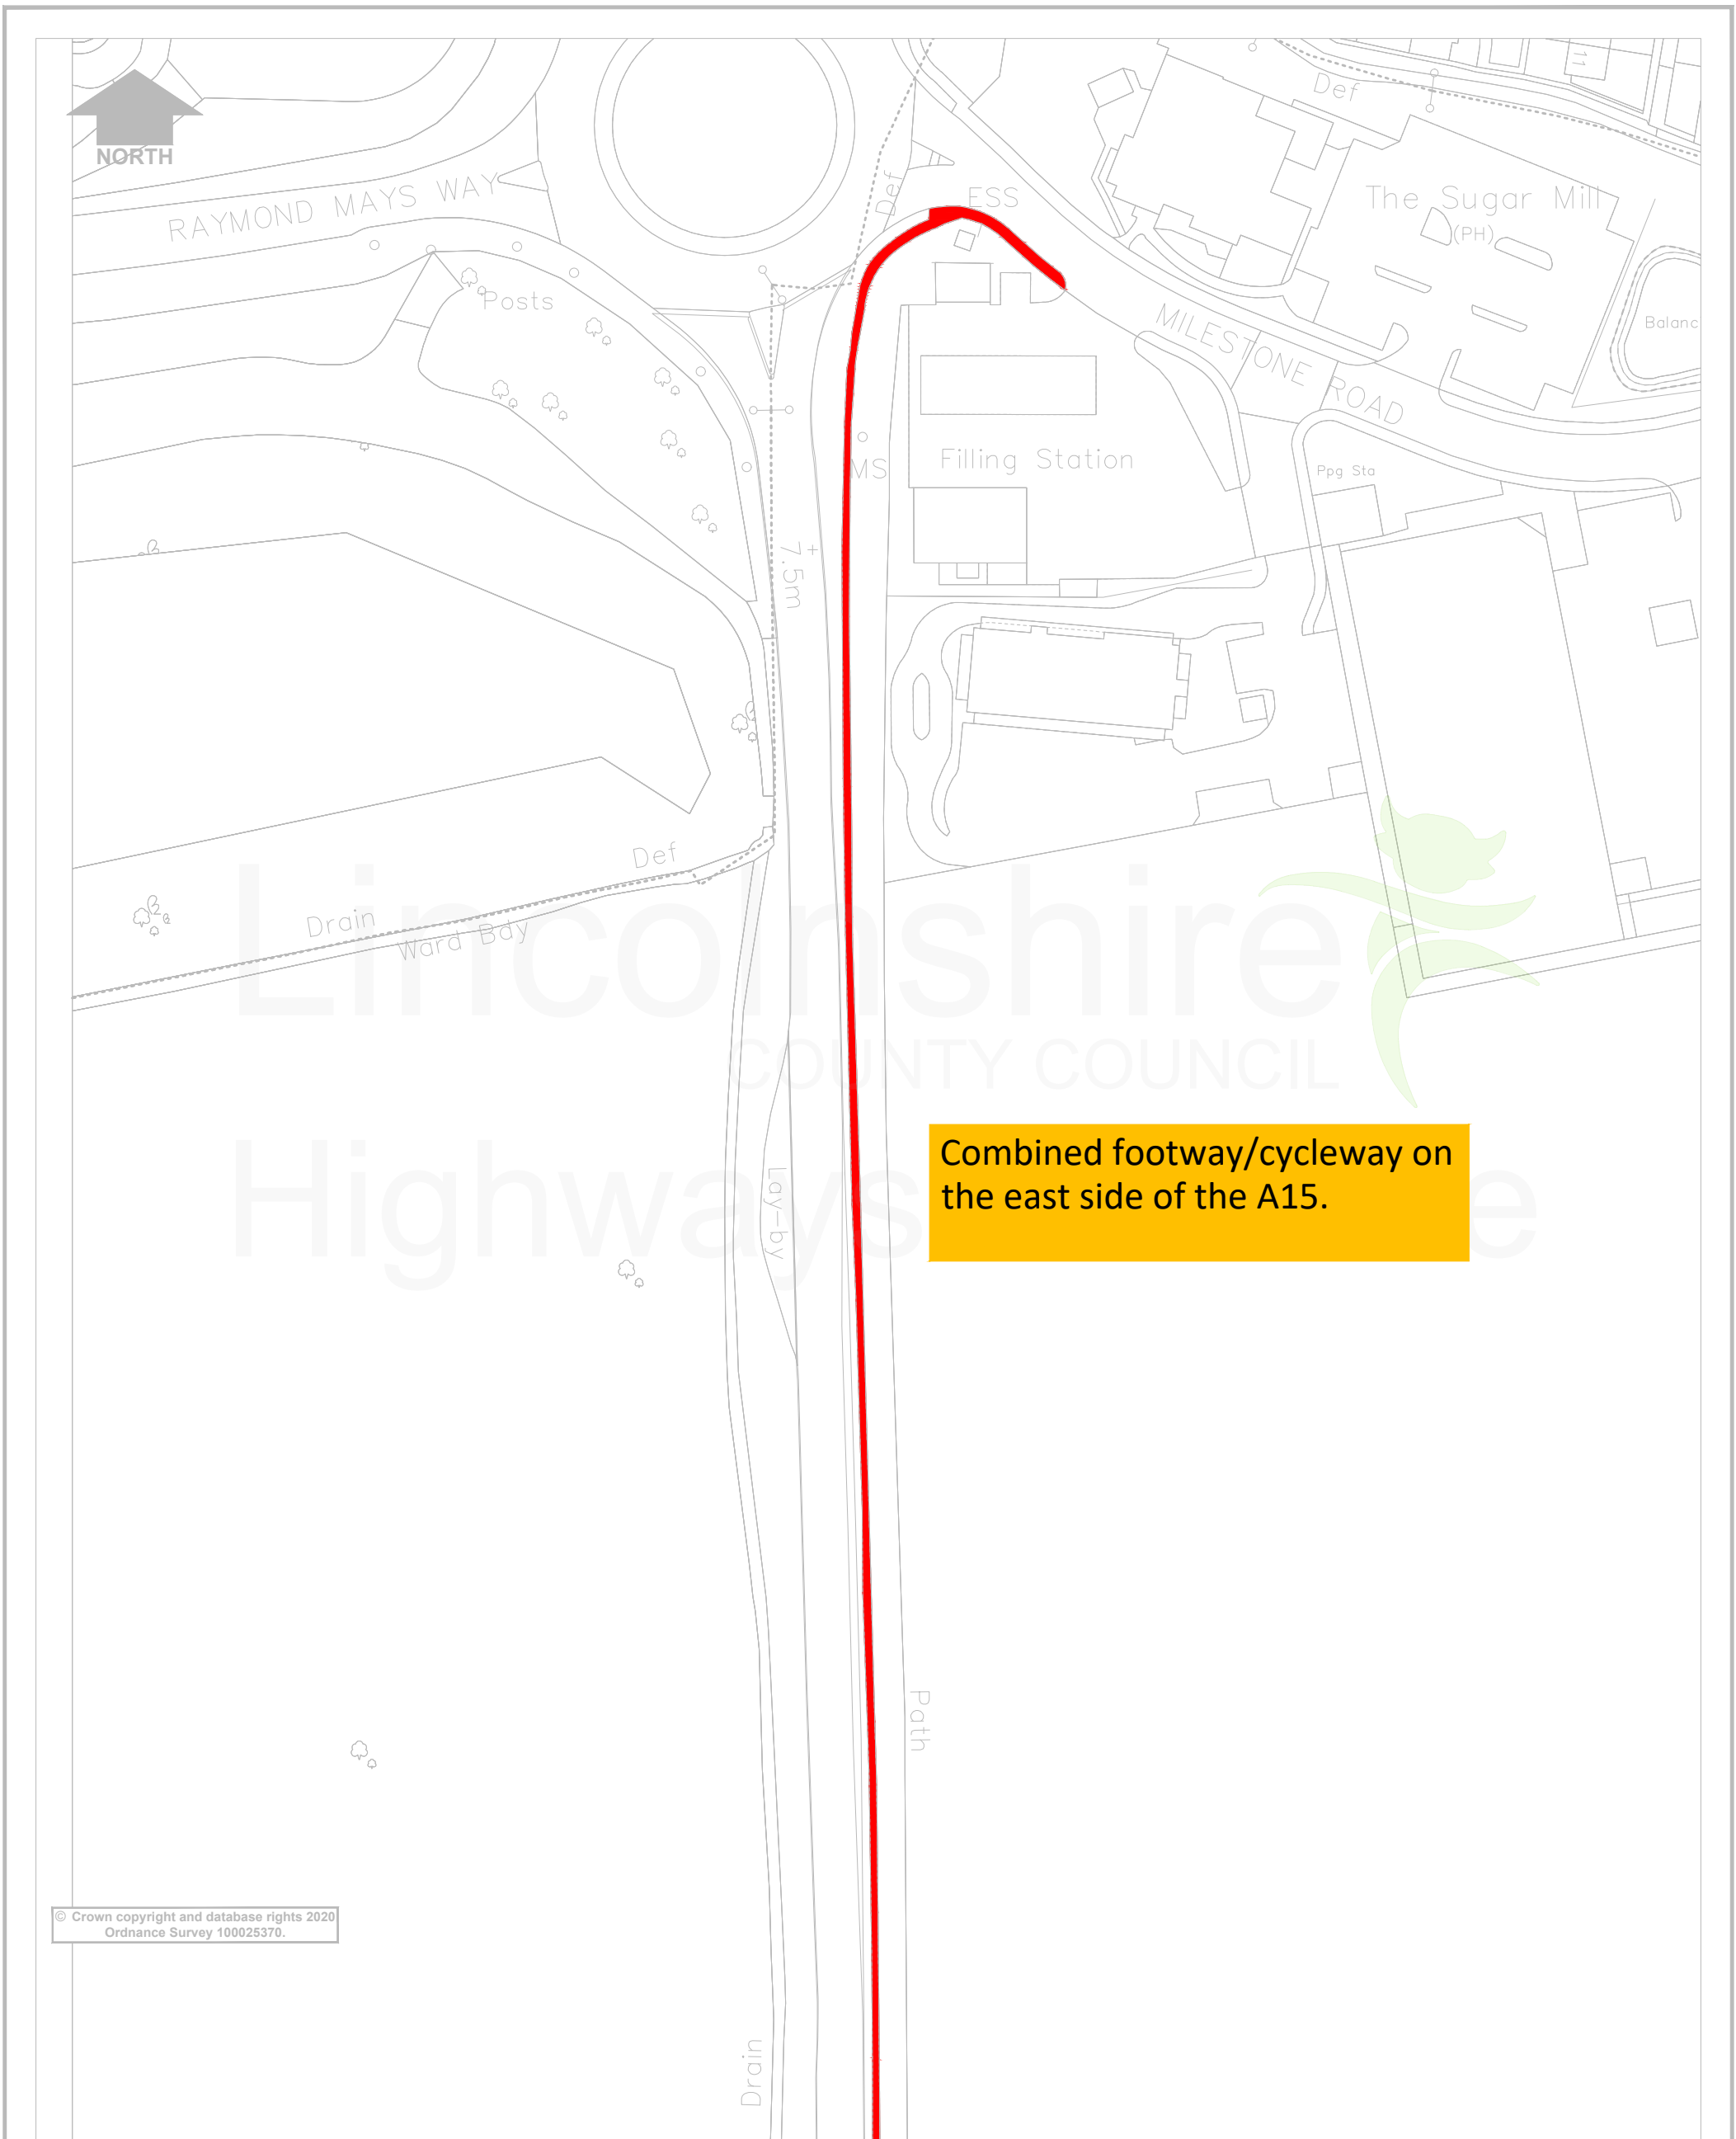 NORTH
RAYMOND MAYS WAY
Posts
Def
ESS
Def
11
The Sugar Mill
(PH)
Balanc
MILESTONE ROAD
MS
Filling Station
Ppg Sta
7.5m
Def
Drain
Ward Bdy
Lincolnshire
COUNTY COUNCIL
Highways
Combined footway/cycleway on
the east side of the A15.
Lay-by
Path
© Crown copyright and database rights 2020
Ordnance Survey 100025370.
Drain